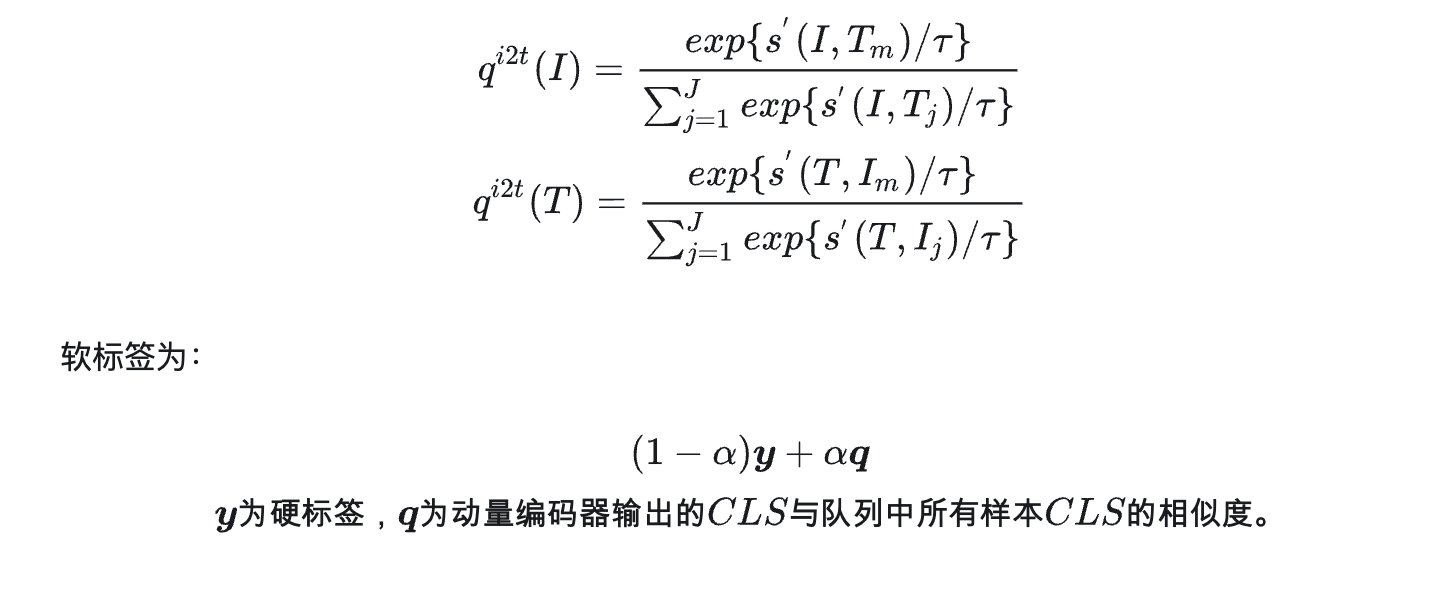 $q^{i2t}(I) = \frac{exp\{s^{'}(I, T_m)/\tau\}}{\sum_{j=1}^{J} exp\{s^{'}(I, T_j)/\tau\}}$
$q^{i2t}(T) = \frac{exp\{s^{'}(T, I_m)/\tau\}}{\sum_{j=1}^{J} exp\{s^{'}(T, I_j)/\tau\}}$
软标签为：
$(1 - \alpha)\boldsymbol{y} + \alpha\boldsymbol{q}$
$\boldsymbol{y}$为硬标签，$\boldsymbol{q}$为动量编码器输出的$CLS$与队列中所有样本$CLS$的相似度。